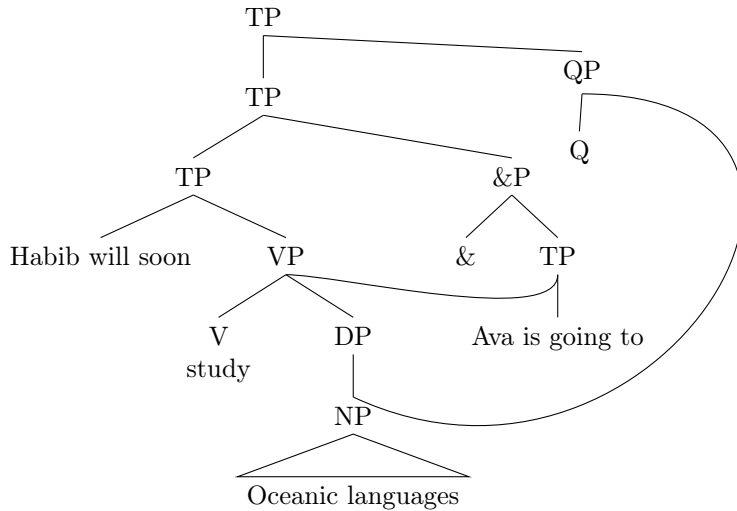 TP
QP
TP
Q
TP &P
Habib will soon VP & TP
V DP Ava is going to
study
NP
Oceanic languages